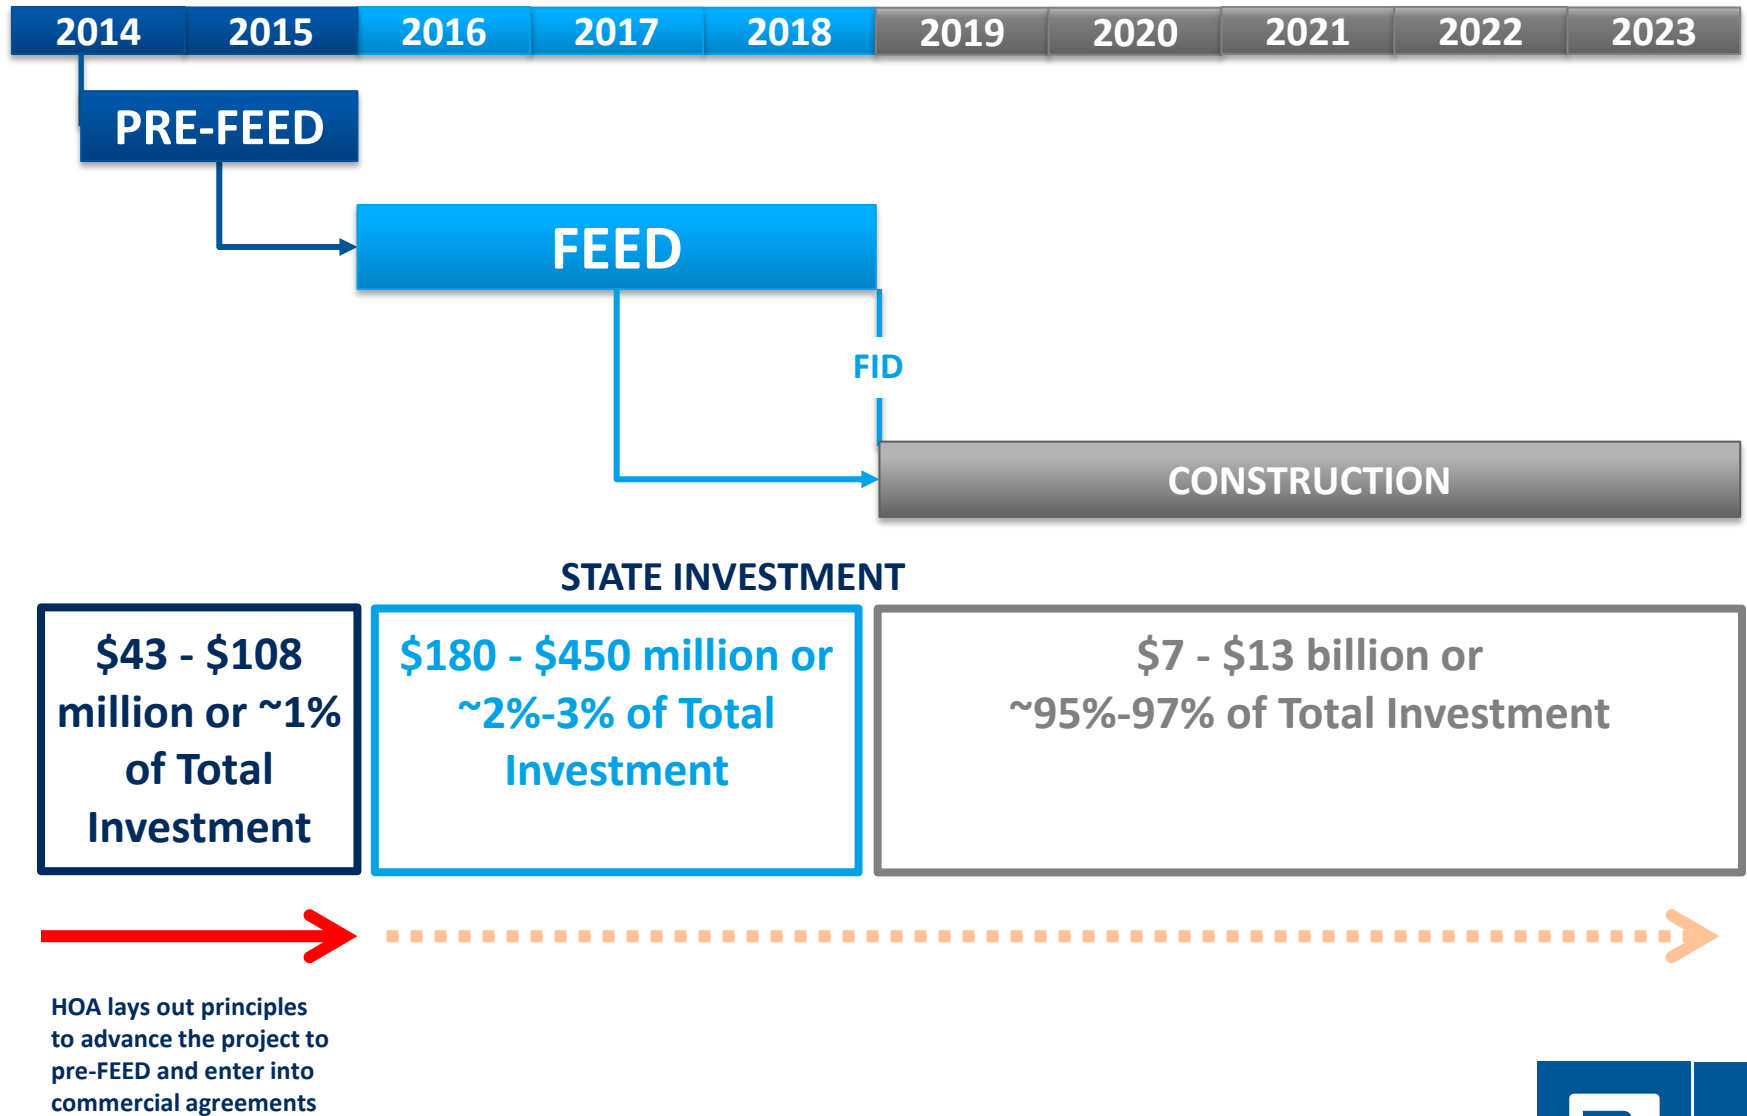 2014 2015 2016 2017 2018 2019 2020 2021 2022 2023
PRE-FEED
FEED
FID
CONSTRUCTION
STATE INVESTMENT
$43 - $108
million or ~1%
of Total
Investment
$180 - $450 million or
~2%-3% of Total
Investment
$7 - $13 billion or
~95%-97% of Total Investment
HOA lays out principles
to advance the project to
pre-FEED and enter into
commercial agreements